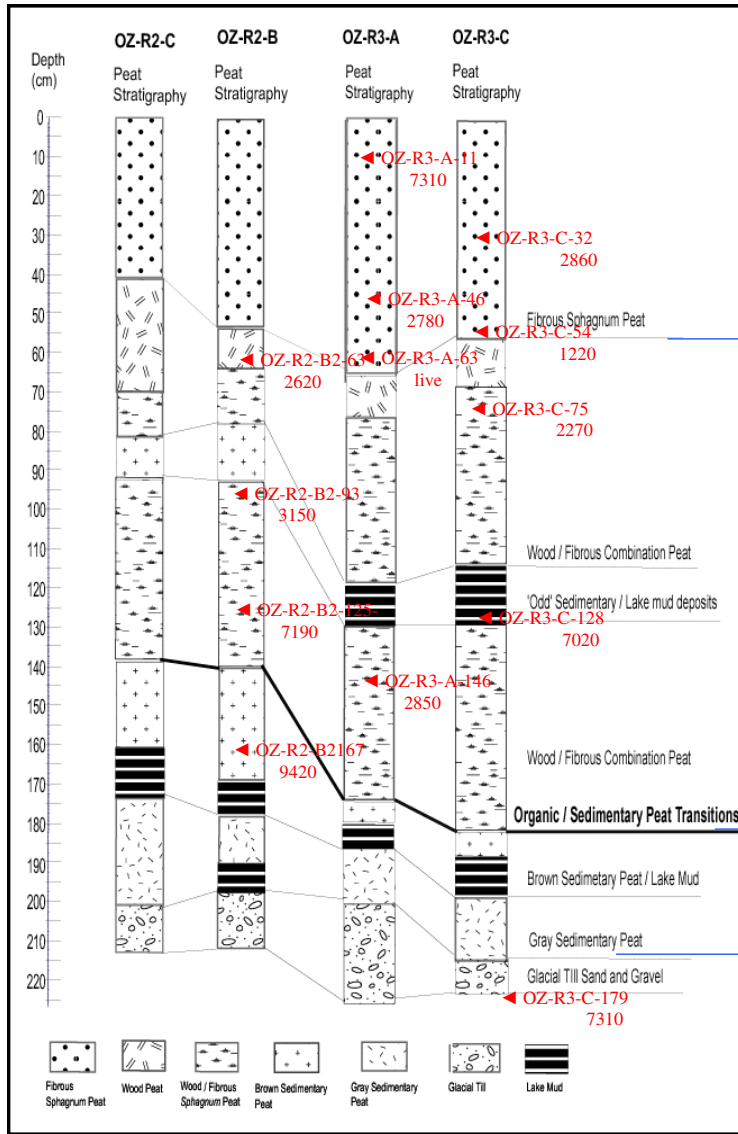 OZ-R2-C OZ-R2-B OZ-R3-A OZ-R3-C
Depth
(cm)
Peat Stratigraphy
Peat Stratigraphy
Peat Stratigraphy
Peat Stratigraphy
0
10
20
30
40
50
60
70
80
90
100
110
120
130
140
150
160
170
180
190
200
210
220
OZ-R3-A-11
7310
OZ-R3-C-32
2860
OZ-R3-A-46
2780
Fibrous Sphagnum Peat
OZ-R3-C-54
1220
OZ-R2-B2-63
2620
OZ-R3-A-63
live
OZ-R3-C-75
2270
OZ-R2-B2-93
3150
Wood / Fibrous Combination Peat
'Odd' Sedimentary / Lake mud deposits
OZ-R2-B2-125-
7190
OZ-R3-C-128
7020
OZ-R3-A-146
2850
OZ-R2-B2167
9420
Wood / Fibrous Combination Peat
Organic / Sedimentary Peat Transitions
Brown Sedimetary Peat / Lake Mud
Gray Sedimentary Peat
Glacial Till Sand and Gravel
OZ-R3-C-179
7310
Fibrous
Sphagnum Peat
Wood Peat
Wood / Fibrous
Sphagnum Peat
Brown Sedimentary
Peat
Gray Sedimentary
Peat
Glacial Till
Lake Mud